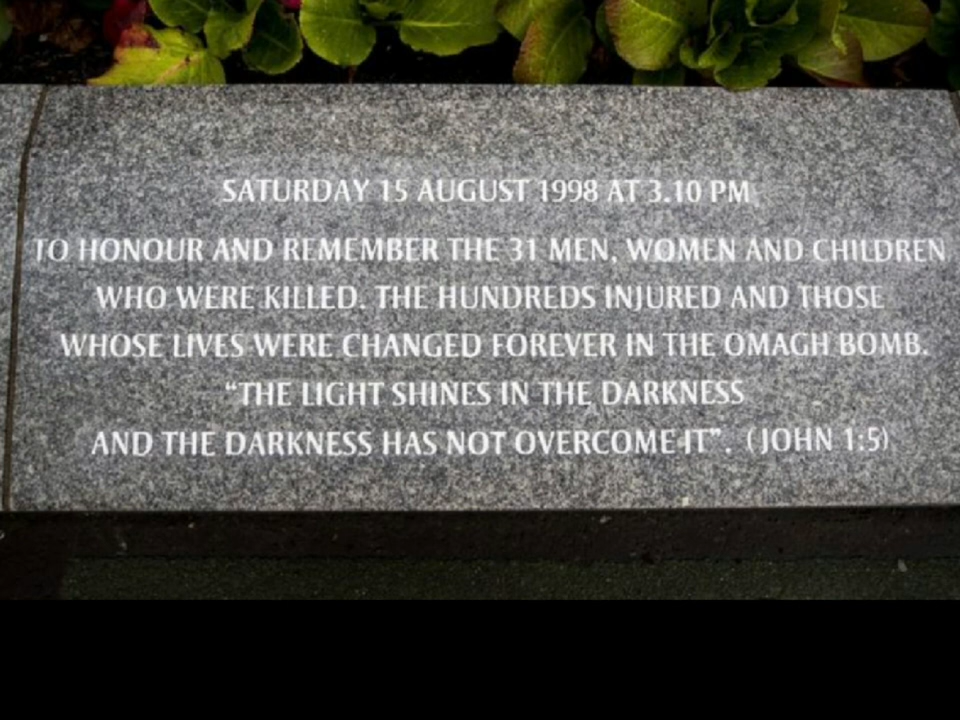 SATURDAY 15 AUGUST 1998 AT 3.10 PM
TO HONOUR AND REMEMBER THE 31 MEN, WOMEN AND CHILDREN
WHO WERE KILLED. THE HUNDREDS INJURED AND THOSE
WHOSE LIVES WERE CHANGED FOREVER IN THE OMAGH BOMB.
“THE LIGHT SHINES IN THE DARKNESS
AND THE DARKNESS HAS NOT OVERCOME IT”. (JOHN 1:5)